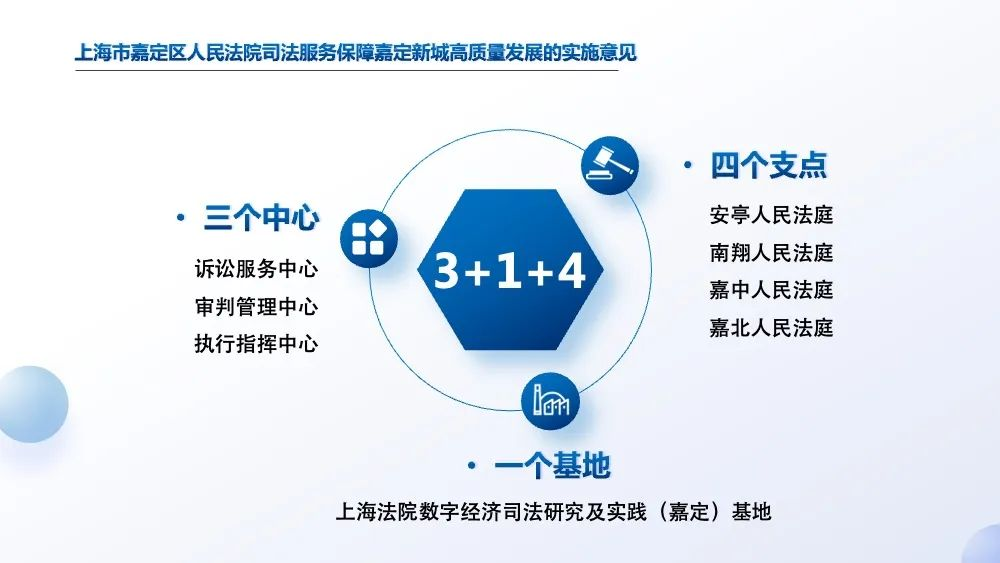 上海市嘉定区人民法院司法服务保障嘉定新城高质量发展的实施意见
• 三个中心
诉讼服务中心
审判管理中心
执行指挥中心
3+1+4
• 四个支点
安亭人民法庭
南翔人民法庭
嘉中人民法庭
嘉北人民法庭
• 一个基地
上海法院数字经济司法研究及实践（嘉定）基地